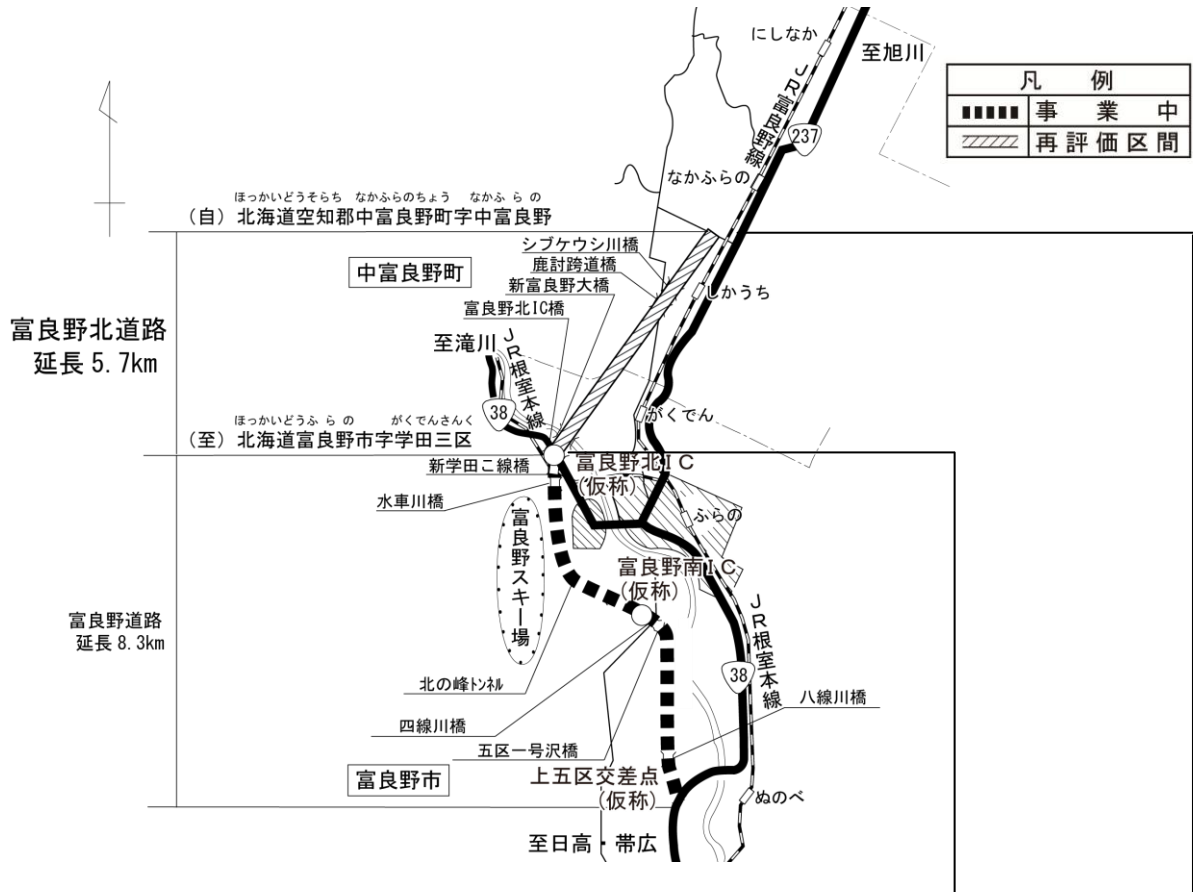 にしなか
至旭川
凡例
事業中
再評価区間
JR富良野線
237
なかふらの
ほっかいどうそらち なかふらのちょう なかふらの
(自)北海道空知郡中富良野町字中富良野
シブケウシ川橋
中富良野町
鹿討跨道橋
新富良野大橋
しかうち
富良野北IC橋
富良野北道路
延長 5.7km
至滝川
JR根室本線
38
がくでん
ほっかいどうふらの がくでんさんく
(至)北海道富良野市字学田三区
新学田こ線橋
富良野北IC
(仮称)
水車川橋
ふらの
富良野スキー場
富良野南IC
(仮称)
JR根室本線
富良野道路
延長 8.3km
38
北の峰トンネル
八線川橋
四線川橋
五区一号沢橋
富良野市
上五区交差点
(仮称)
ぬのべ
至日高・帯広